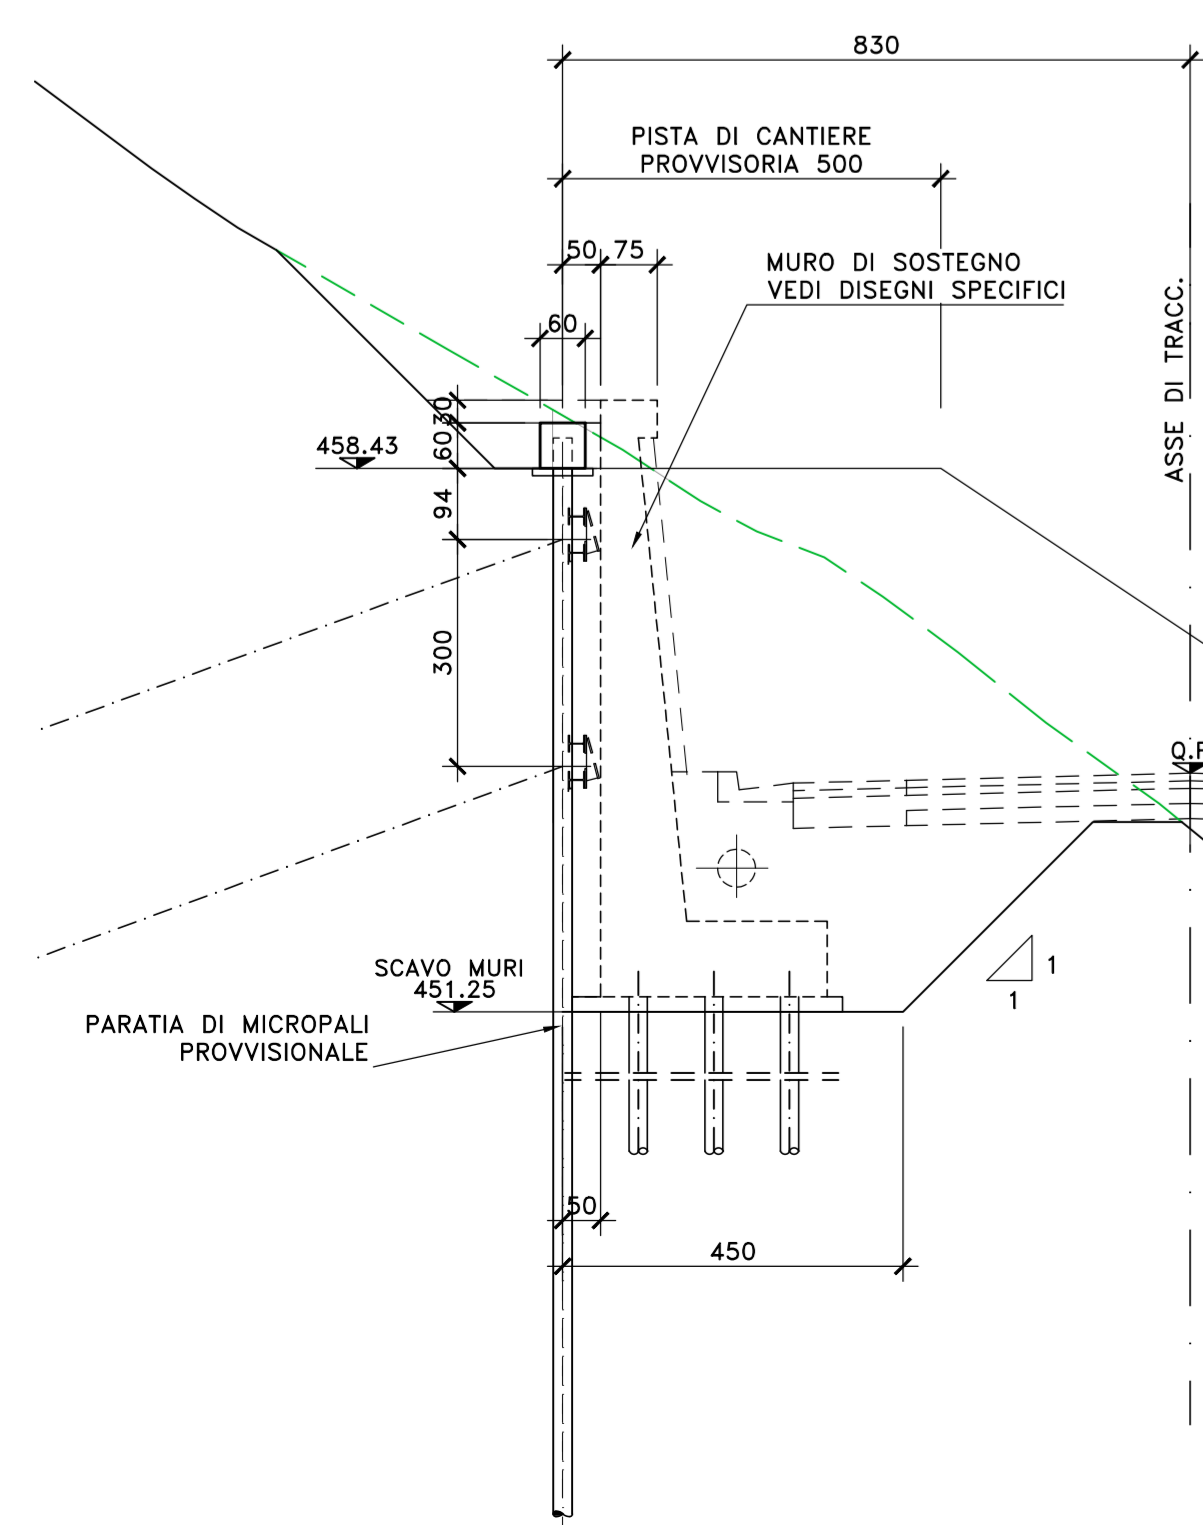 830
PISTA DI CANTIERE
PROVVISORIA 500
50 75
MURO DI SOSTEGNO
VEDI DISEGNI SPECIFICI
ASSE DI TRACC.
60
30
60
458.43
94
300
SCAVO MURI
451.25
PARATIA DI MICROPALI
PROVVISIONALE
1
1
50
450